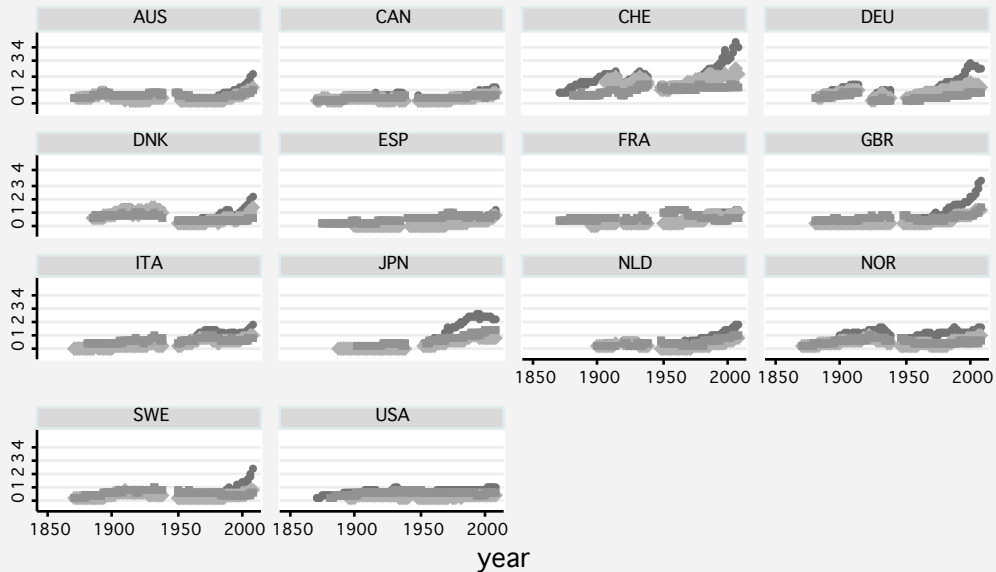 AUS CAN CHE DEU
0 1 2 3 4
DNK ESP FRA GBR
0 1 2 3 4
ITA JPN NLD NOR
0 1 2 3 4
1850 1900 1950 2000 1850 1900 1950 2000
SWE USA
0 1 2 3 4
1850 1900 1950 2000 1850 1900 1950 2000
year